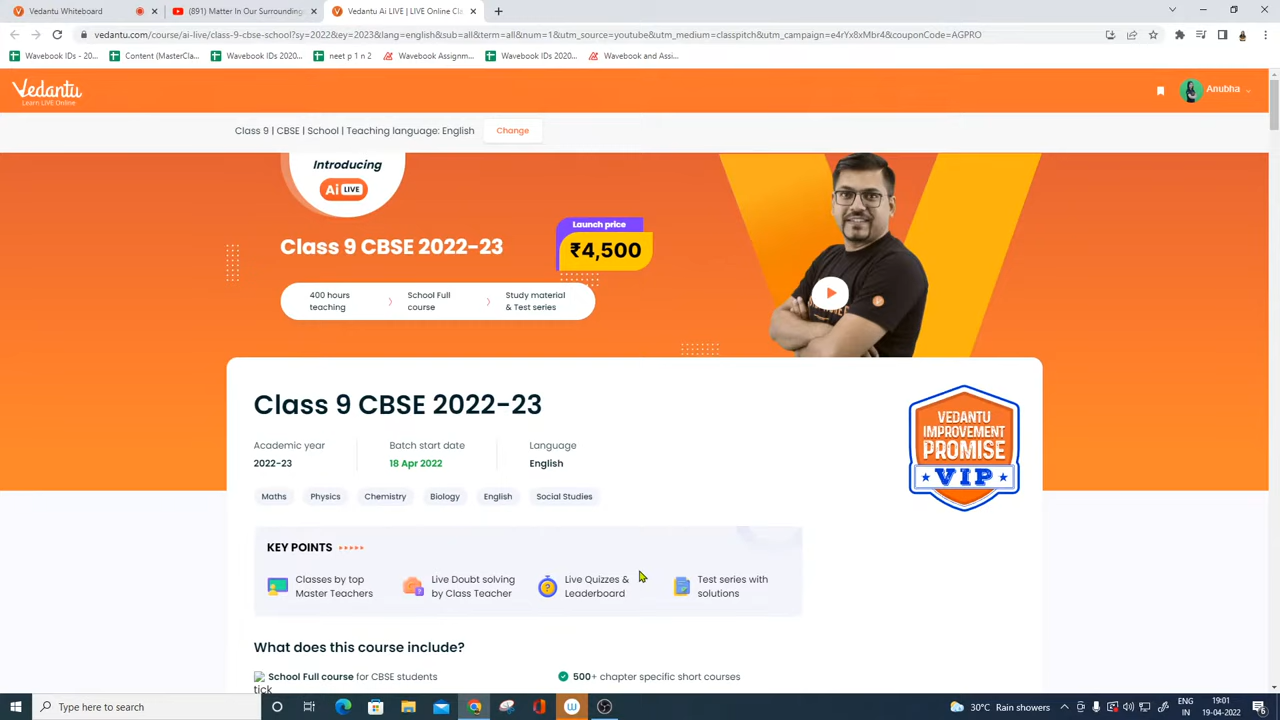 Vedantu Whiteboard
(891) Matter In Our Surrounding
Vedantu Ai LIVE | LIVE Online Cla
vedantu.com/course/ai-live/class-9-cbse-school?sy=2022&ey=2023&lang=english&sub=all&term=all&num=1&utm_source=youtube&utm_medium=classpitch&utm_campaign=e4rYx8xMbr4&couponCode=AGPRO
Wavebook IDs - 20...
Content (MasterCla...
Wavebook IDs 2020...
neet p 1 n 2
Wavebook Assignm...
Wavebook IDs 2020...
Wavebook and Assi...
Vedantu
Learn LIVE Online
Anubha
Class 9 | CBSE | School | Teaching language: English
Change
Introducing
Ai LIVE
Launch price
₹4,500
Class 9 CBSE 2022-23
400 hours teaching
School Full course
Study material & Test series
Class 9 CBSE 2022-23
VEDANTU
IMPROVEMENT
PROMISE
VIP
Academic year
Batch start date
Language
2022-23
18 Apr 2022
English
Maths
Physics
Chemistry
Biology
English
Social Studies
KEY POINTS
Classes by top
Master Teachers
Live Doubt solving
by Class Teacher
Live Quizzes &
Leaderboard
Test series with
solutions
What does this course include?
tick
School Full course for CBSE students
500+ chapter specific short courses
Type here to search
30°C Rain showers
ENG
IN
19:01
19-04-2022
6